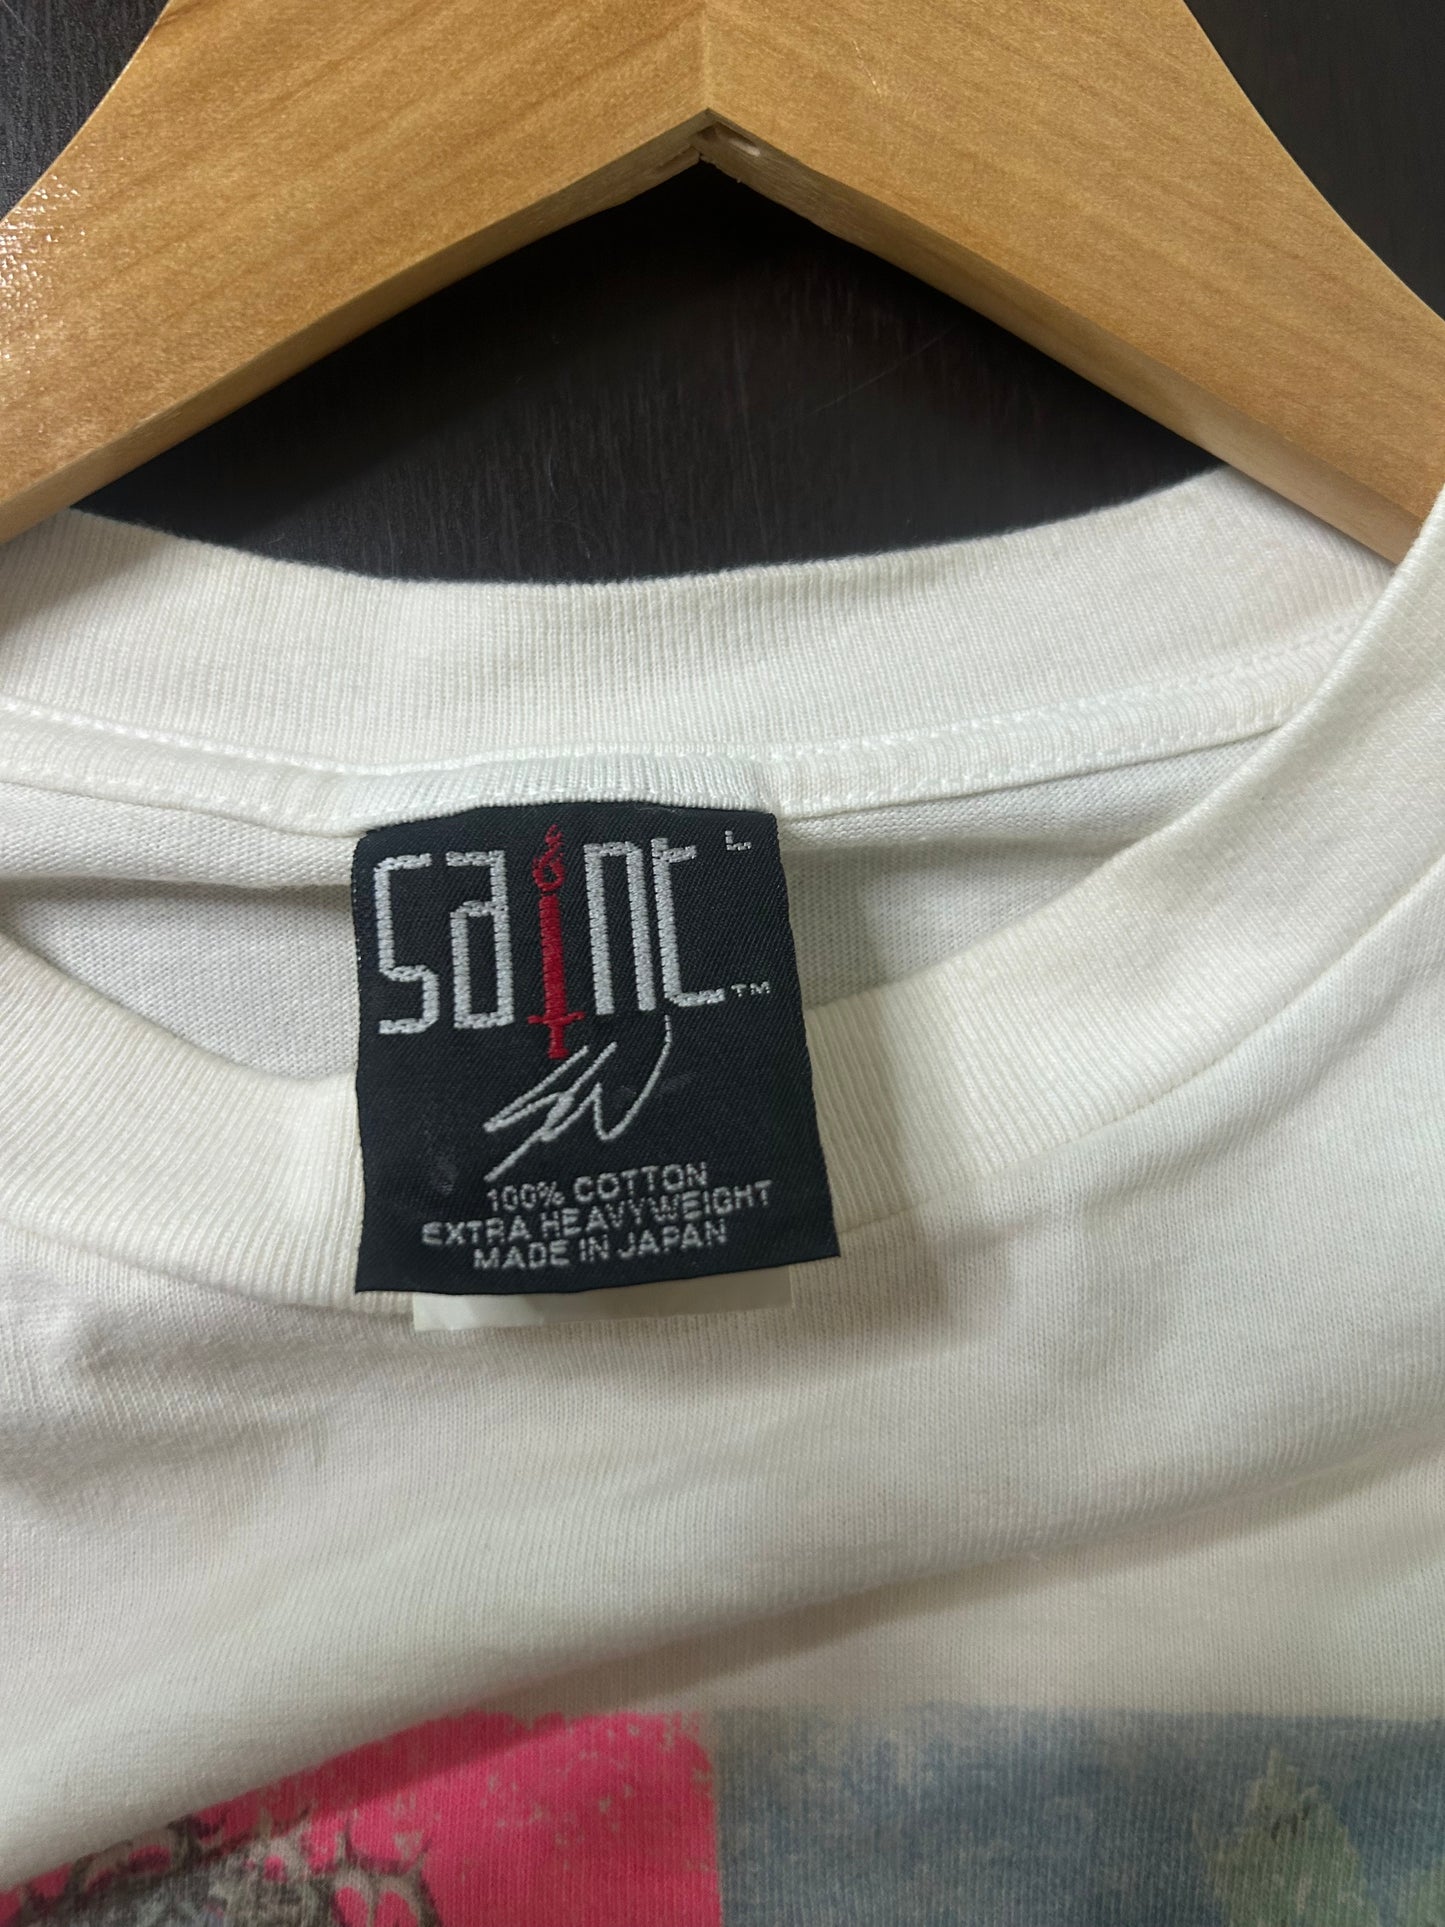 saint L
TM
100% COTTON
EXTRA HEAVYWEIGHT
MADE IN JAPAN